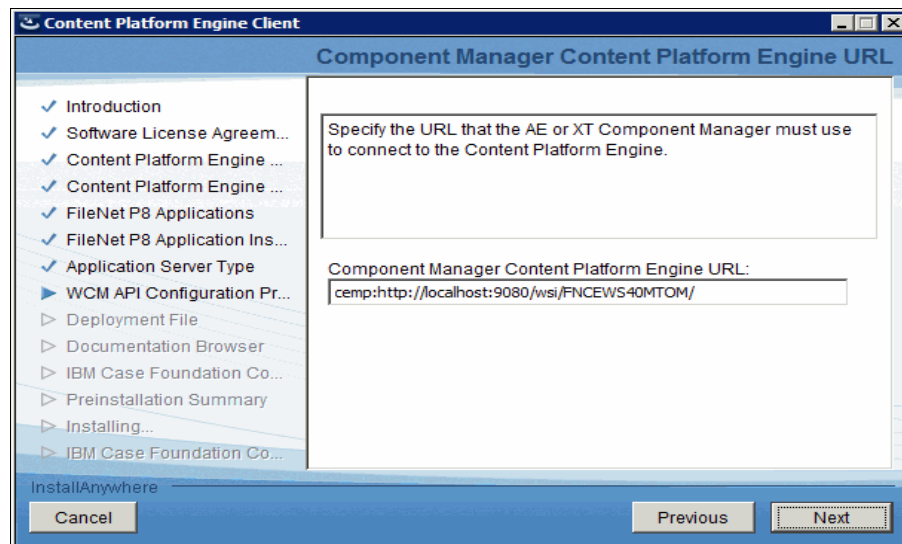 Content Platform Engine Client
Component Manager Content Platform Engine URL
Introduction
Software License Agreem...
Content Platform Engine ...
Content Platform Engine ...
FileNet P8 Applications
FileNet P8 Application Ins...
Application Server Type
WCM API Configuration Pr...
Deployment File
Documentation Browser
IBM Case Foundation Co...
Preinstallation Summary
Installing...
IBM Case Foundation Co...
Specify the URL that the AE or XT Component Manager must use
to connect to the Content Platform Engine.
Component Manager Content Platform Engine URL:
cemp:http://localhost:9080/wsi/FNCEWS40MTOM/
InstallAnywhere
Cancel
Previous
Next